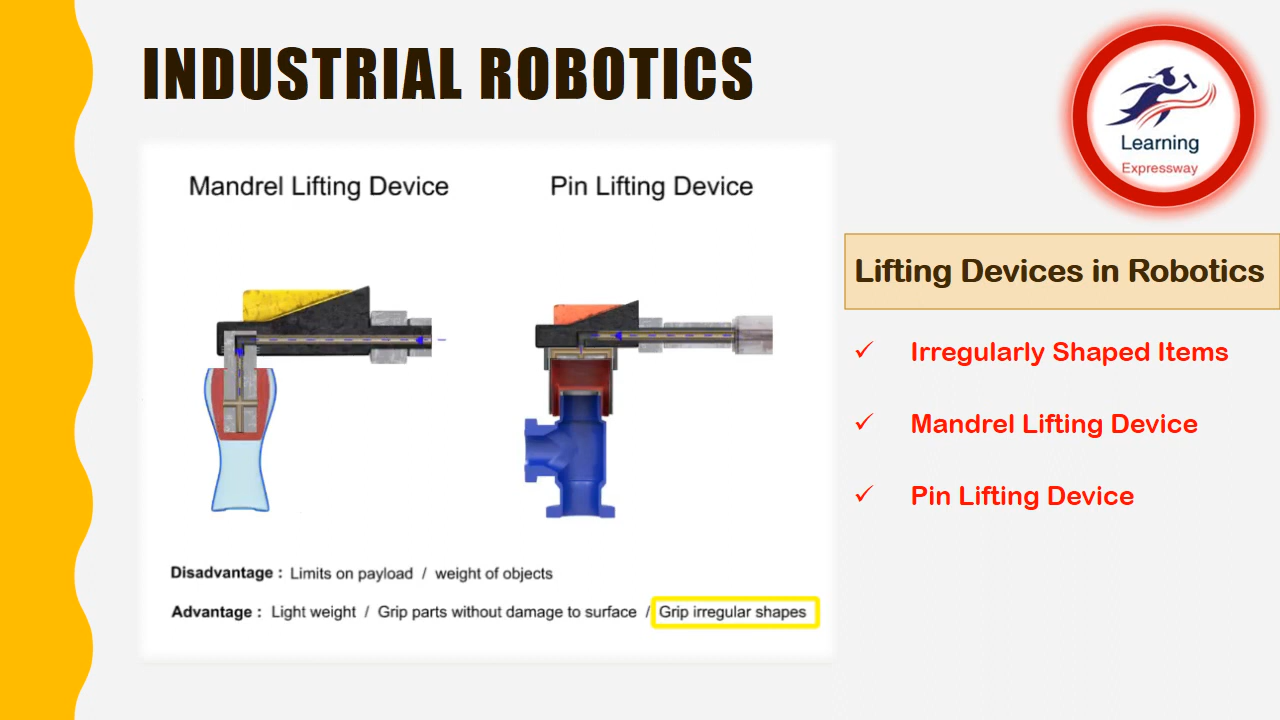 INDUSTRIAL ROBOTICS
Learning
Expressway
Mandrel Lifting Device
Pin Lifting Device
Disadvantage : Limits on payload / weight of objects
Advantage : Light weight / Grip parts without damage to surface / Grip irregular shapes
Lifting Devices in Robotics
✓ Irregularly Shaped Items
✓ Mandrel Lifting Device
✓ Pin Lifting Device